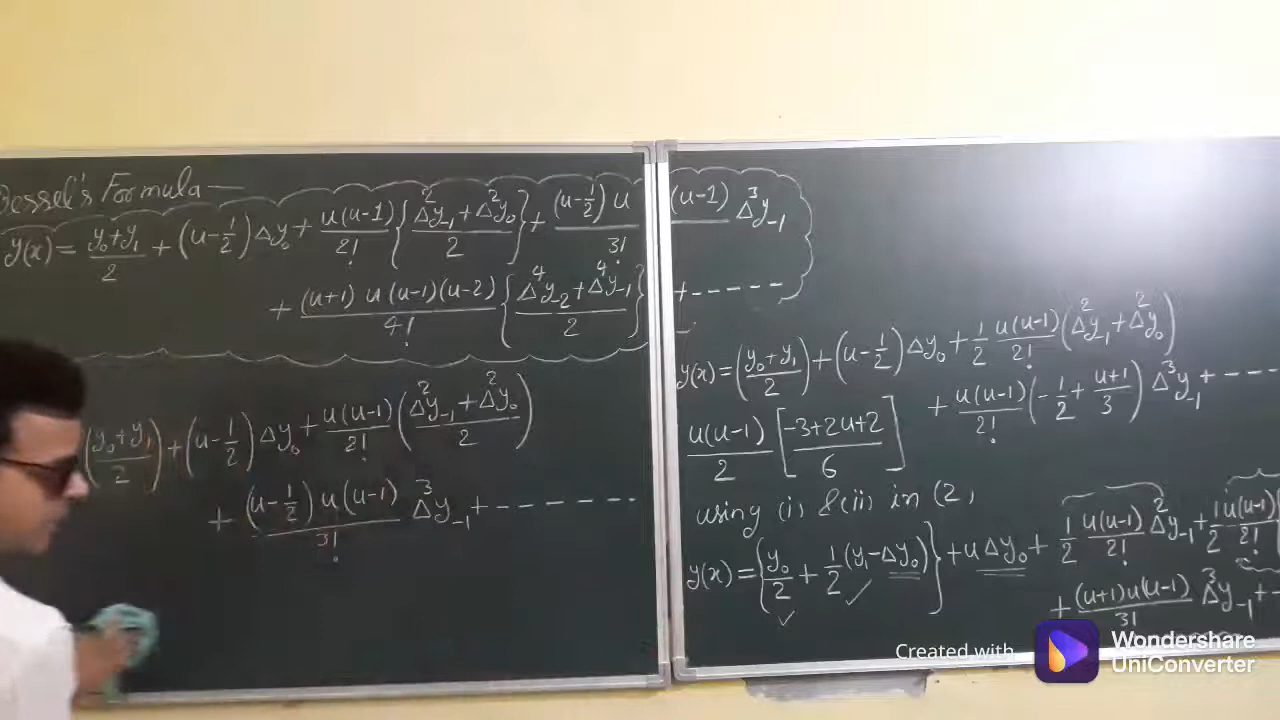 Bessel's Formula —
y(x) = (y₀+y₁)/2 + (u-1/2) Δy₀ + u(u-1)/2! {(Δ²y₋₁ + Δ²y₀)/2} + (u-1/2) u (u-1)/3! Δ³y₋₁
+ (u+1) u (u-1)(u-2)/4! {(Δ⁴y₋₂ + Δ⁴y₋₁)/2} + - - - - -
((y₀+y₁)/2) + (u-1/2) Δy₀ + u(u-1)/2! ((Δ²y₋₁ + Δ²y₀)/2)
+ (u-1/2) u(u-1)/3! Δ³y₋₁ + - - - - - -
y(x) = ((y₀+y₁)/2) + (u-1/2) Δy₀ + 1/2 u(u-1)/2! (Δ²y₋₁ + Δ²y₀)
+ u(u-1)/2! (-1/2 + (u+1)/3) Δ³y₋₁ + - - - -
u(u-1)/2 [(-3+2u+2)/6]
using (i) & (ii) in (2,
y(x) = {y₀/2 + 1/2 (y₁-Δy₀)} + u Δy₀ + 1/2 u(u-1)/2! Δ²y₋₁ + 1/2 u(u-1)/2!
+ (u+1)u(u-1)/3! Δ³y₋₁ + -
Created with Wondershare UniConverter